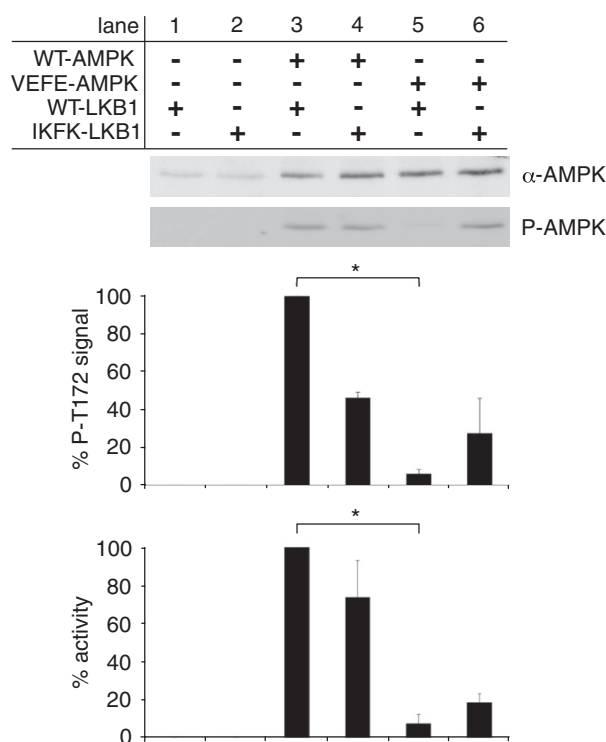 lane 1 2 3 4 5 6
WT-AMPK - - + + - -
VEFE-AMPK - - - - + +
WT-LKB1 + - + - + -
IKFK-LKB1 - + - + - +
α-AMPK
P-AMPK
*
% P-T172 signal
100
80
60
40
20
0
*
% activity
100
80
60
40
20
0